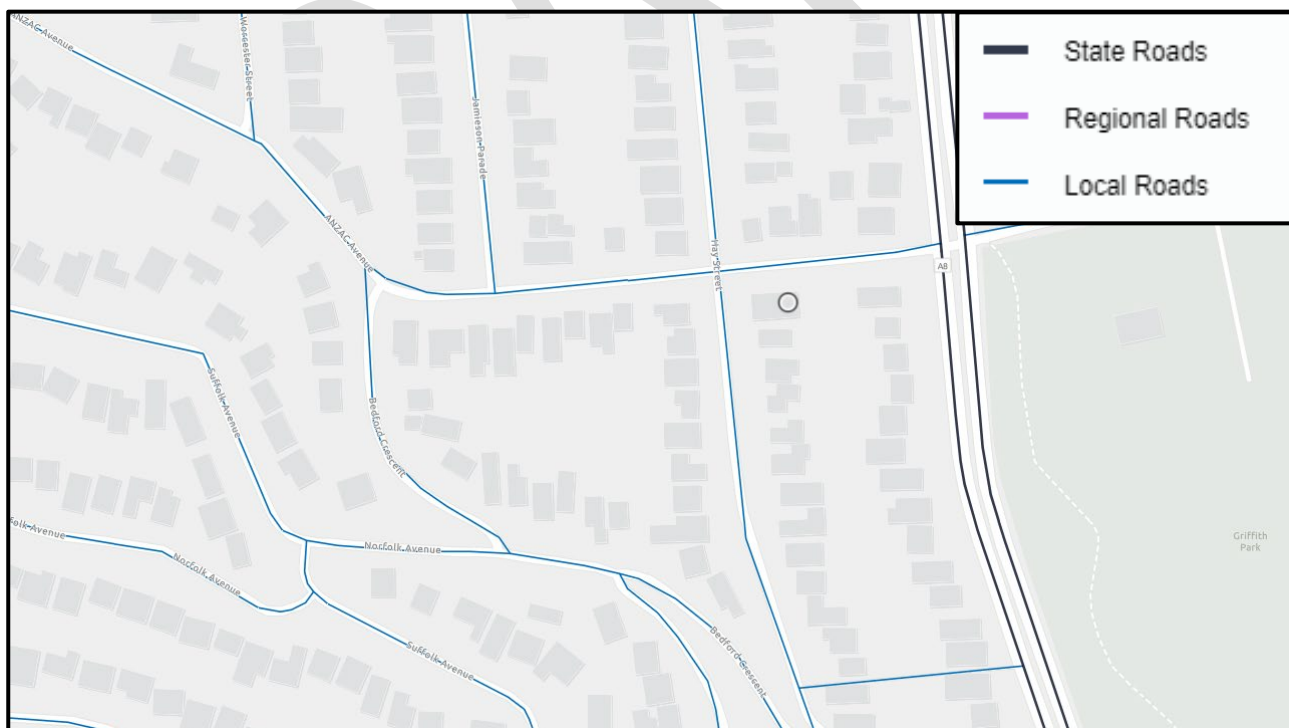 ANZAC Avenue
Worcester Street
Jamieson Parade
State Roads
Regional Roads
Local Roads
ANZAC Avenue
Hay Street
A8
Suffolk Avenue
Bedford Crescent
folk Avenue
Norfolk Avenue
Norfolk Avenue
Griffith
Park
Suffolk Avenue
Bedford Crescent